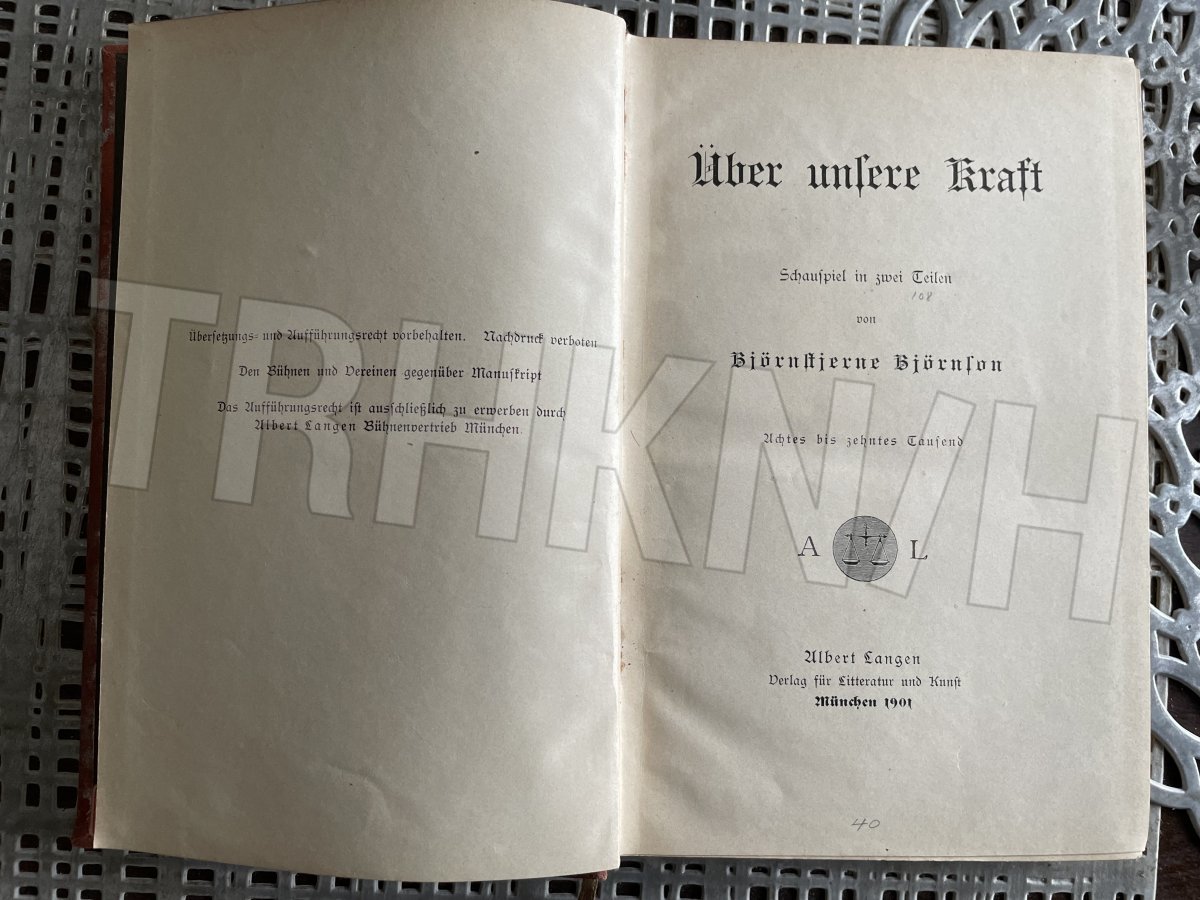 Übersetzungs- und Aufführungsrecht vorbehalten. Nachdruck verboten
Den Bühnen und Vereinen gegenüber Manuskript
Das Aufführungsrecht ist ausschließlich zu erwerben durch
Albert Langen Bühnenvertrieb München.
Über unsere Kraft
Schauspiel in zwei Teilen
108
von
Björnstjerne Björnson
Achtes bis zehntes Tausend
A L
Albert Langen
Verlag für Litteratur und Kunst
München 1901
40
TRHKNVH